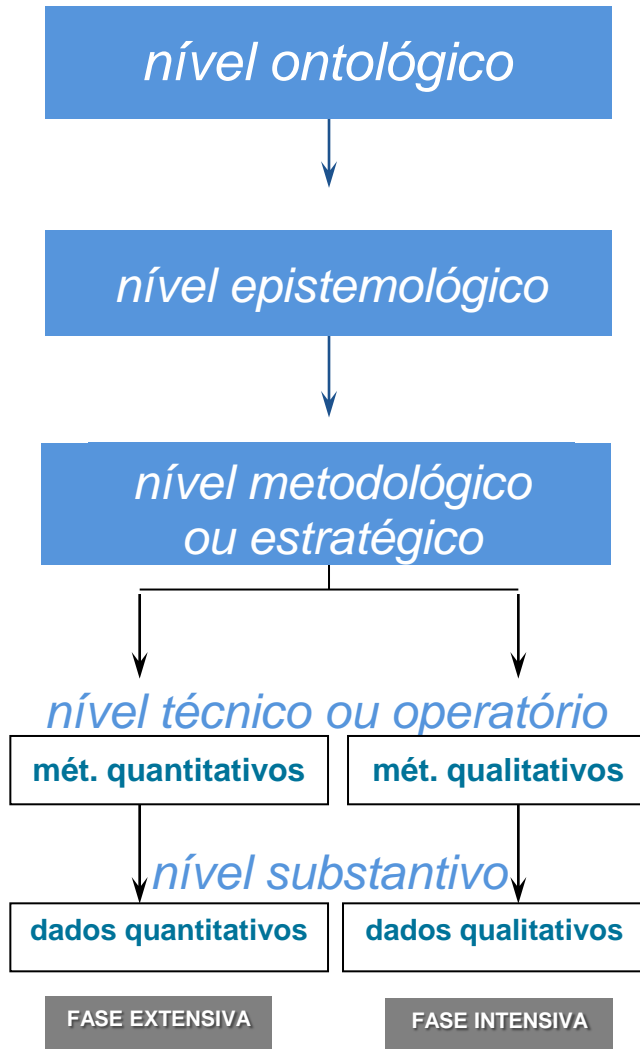 nível ontológico
nível epistemológico
nível metodológico
ou estratégico
nível técnico ou operatório
mét. quantitativos
mét. qualitativos
nível substantivo
dados quantitativos
dados qualitativos
FASE EXTENSIVA
FASE INTENSIVA